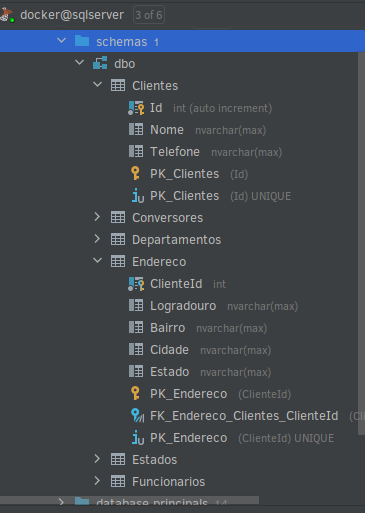 docker@sqlserver 3 of 6
schemas 1
dbo
Clientes
Id int (auto increment)
Nome nvarchar(max)
Telefone nvarchar(max)
PK_Clientes (Id)
PK_Clientes (Id) UNIQUE
Conversores
Departamentos
Endereco
ClienteId int
Logradouro nvarchar(max)
Bairro nvarchar(max)
Cidade nvarchar(max)
Estado nvarchar(max)
PK_Endereco (ClienteId)
FK_Endereco_Clientes_ClienteId (Cl
PK_Endereco (ClienteId) UNIQUE
Estados
Funcionarios
database principals 14